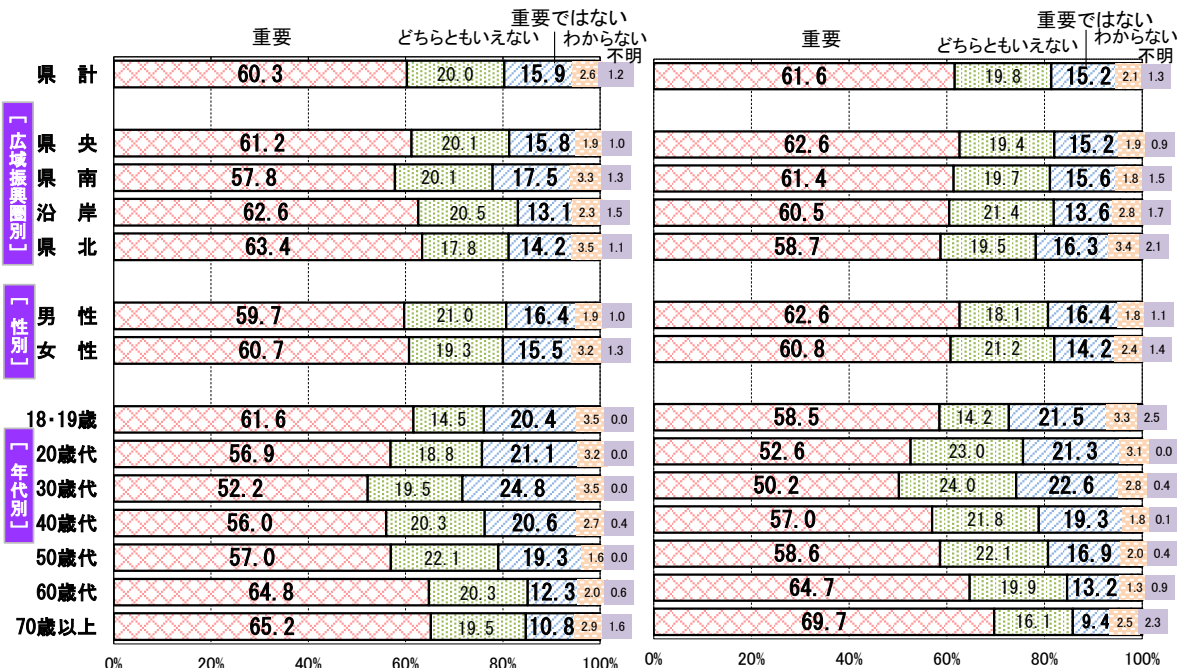 重要 どちらともいえない 重要ではない わからない 不明 重要 どちらともいえない 重要ではない わからない 不明
県 計 60.3 20.0 15.9 2.6 1.2 61.6 19.8 15.2 2.1 1.3
[広域振興圏別]
県 央 61.2 20.1 15.8 1.9 1.0 62.6 19.4 15.2 1.9 0.9
県 南 57.8 20.1 17.5 3.3 1.3 61.4 19.7 15.6 1.8 1.5
沿 岸 62.6 20.5 13.1 2.3 1.5 60.5 21.4 13.6 2.8 1.7
県 北 63.4 17.8 14.2 3.5 1.1 58.7 19.5 16.3 3.4 2.1
[性別]
男 性 59.7 21.0 16.4 1.9 1.0 62.6 18.1 16.4 1.8 1.1
女 性 60.7 19.3 15.5 3.2 1.3 60.8 21.2 14.2 2.4 1.4
[年代別]
18・19歳 61.6 14.5 20.4 3.5 0.0 58.5 14.2 21.5 3.3 2.5
20歳代 56.9 18.8 21.1 3.2 0.0 52.6 23.0 21.3 3.1 0.0
30歳代 52.2 19.5 24.8 3.5 0.0 50.2 24.0 22.6 2.8 0.4
40歳代 56.0 20.3 20.6 2.7 0.4 57.0 21.8 19.3 1.8 0.1
50歳代 57.0 22.1 19.3 1.6 0.0 58.6 22.1 16.9 2.0 0.4
60歳代 64.8 20.3 12.3 2.0 0.6 64.7 19.9 13.2 1.3 0.9
70歳以上 65.2 19.5 10.8 2.9 1.6 69.7 16.1 9.4 2.5 2.3
0% 20% 40% 60% 80% 100% 0% 20% 40% 60% 80% 100%